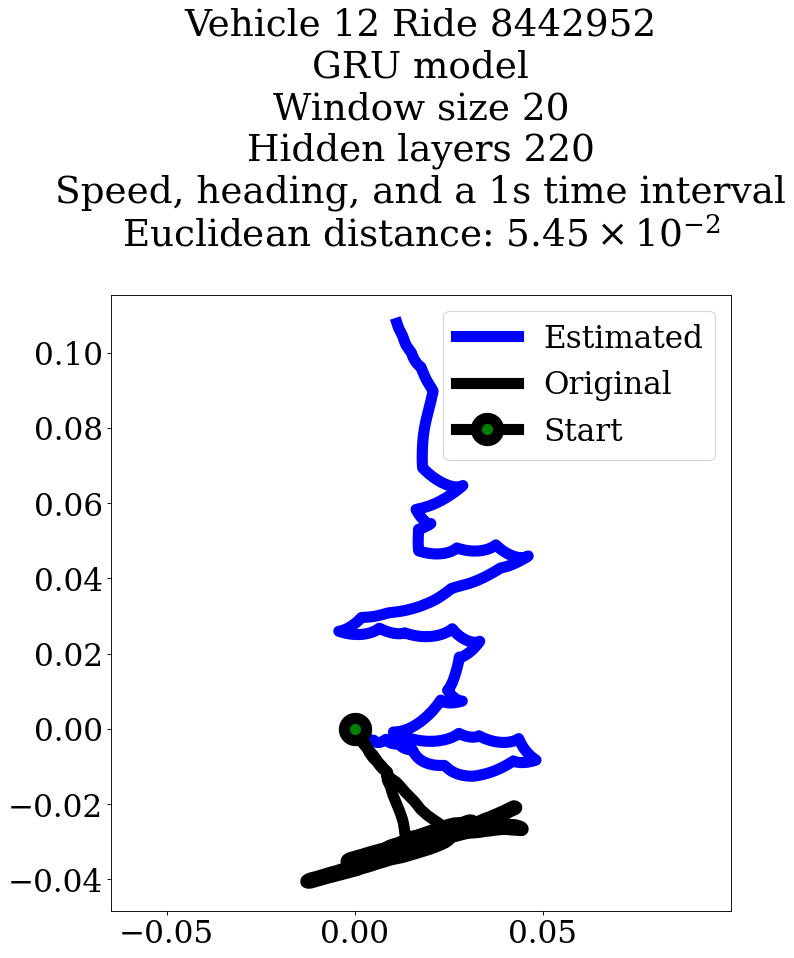 Vehicle 12 Ride 8442952
GRU model
Window size 20
Hidden layers 220
Speed, heading, and a 1s time interval
Euclidean distance: 5.45 × 10⁻²
Estimated
Original
Start
0.10
0.08
0.06
0.04
0.02
0.00
−0.02
−0.04
−0.05 0.00 0.05